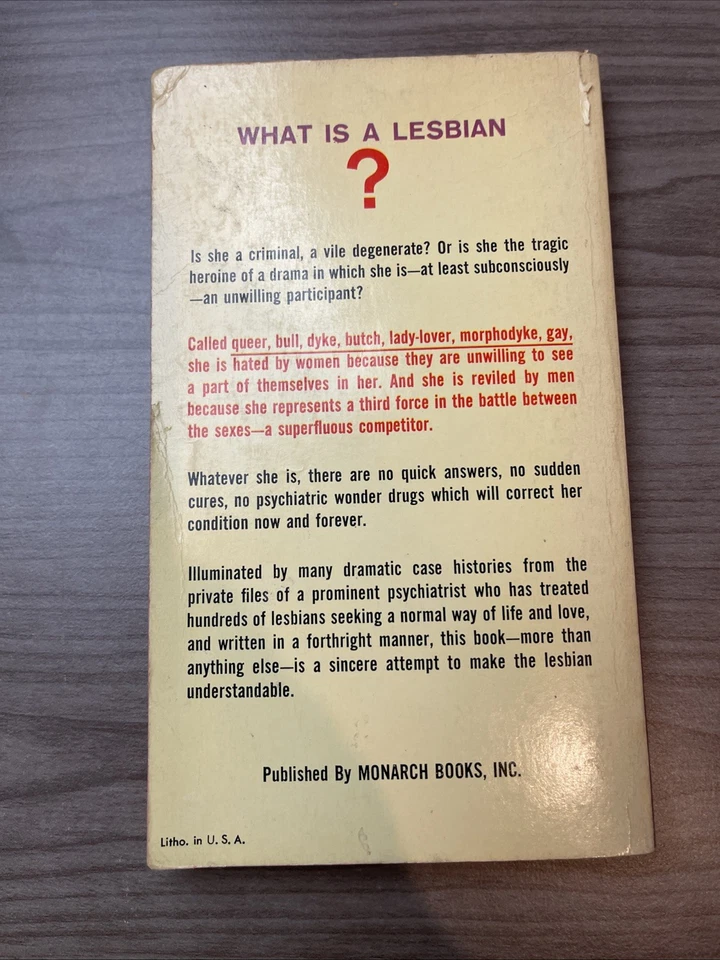 WHAT IS A LESBIAN
?
Is she a criminal, a vile degenerate? Or is she the tragic
heroine of a drama in which she is—at least subconsciously
—an unwilling participant?
Called queer, bull, dyke, butch, lady-lover, morphodyke, gay,
she is hated by women because they are unwilling to see
a part of themselves in her. And she is reviled by men
because she represents a third force in the battle between
the sexes—a superfluous competitor.
Whatever she is, there are no quick answers, no sudden
cures, no psychiatric wonder drugs which will correct her
condition now and forever.
Illuminated by many dramatic case histories from the
private files of a prominent psychiatrist who has treated
hundreds of lesbians seeking a normal way of life and love,
and written in a forthright manner, this book—more than
anything else—is a sincere attempt to make the lesbian
understandable.
Published By MONARCH BOOKS, INC.
Litho. in U. S. A.